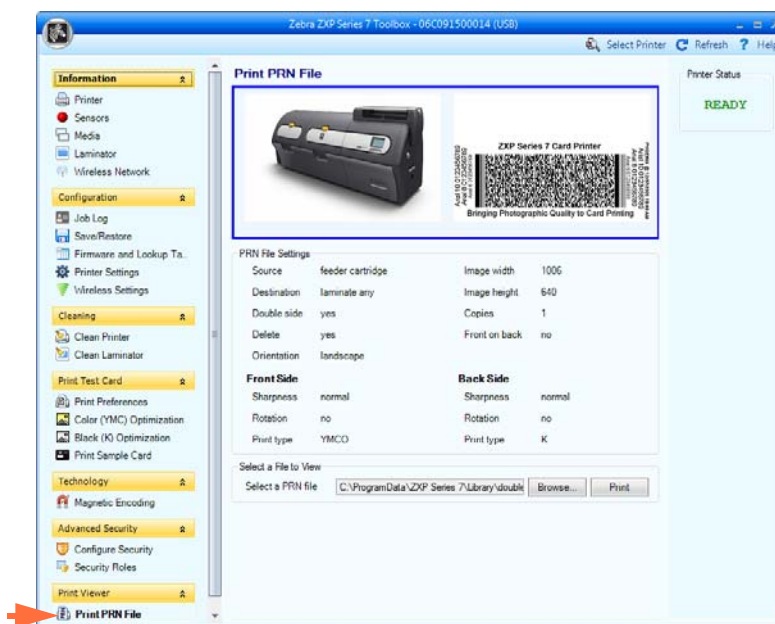 Zebra ZXP Series 7 Toolbox - 06C091500014 (USB)
Select Printer Refresh ? Help
Information
Printer
Sensors
Media
Laminator
Wireless Network
Configuration
Job Log
Save/Restore
Firmware and Lookup Ta..
Printer Settings
Wireless Settings
Cleaning
Clean Printer
Clean Laminator
Print Test Card
Print Preferences
Color (YMC) Optimization
Black (K) Optimization
Print Sample Card
Technology
Magnetic Encoding
Advanced Security
Configure Security
Security Roles
Print Viewer
Print PRN File
Print PRN File
ZXP Series 7 Card Printer
Arial 10 0123456789
Arial 8 0123456789
Bringing Photographic Quality to Card Printing
PRN File Settings
Source feeder cartridge Image width 1006
Destination laminate any Image height 640
Double side yes Copies 1
Delete yes Front on back no
Orientation landscape
Front Side Back Side
Sharpness normal Sharpness normal
Rotation no Rotation no
Print type YMCO Print type K
Select a File to View
Select a PRN file C:\ProgramData\ZXP Series 7\Library\double Browse... Print
Printer Status
READY